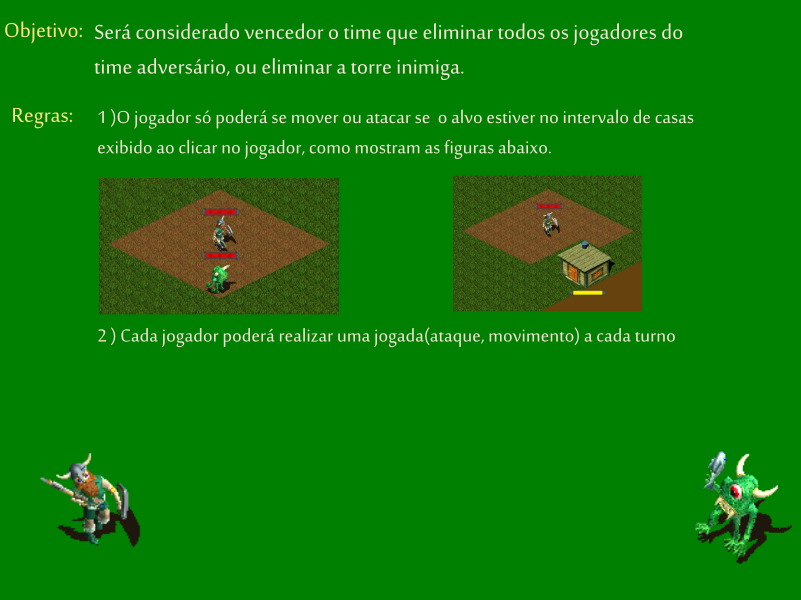 Objetivo: Será considerado vencedor o time que eliminar todos os jogadores do
time adversário, ou eliminar a torre inimiga.
Regras: 1 )O jogador só poderá se mover ou atacar se o alvo estiver no intervalo de casas
exibido ao clicar no jogador, como mostram as figuras abaixo.
2 ) Cada jogador poderá realizar uma jogada(ataque, movimento) a cada turno